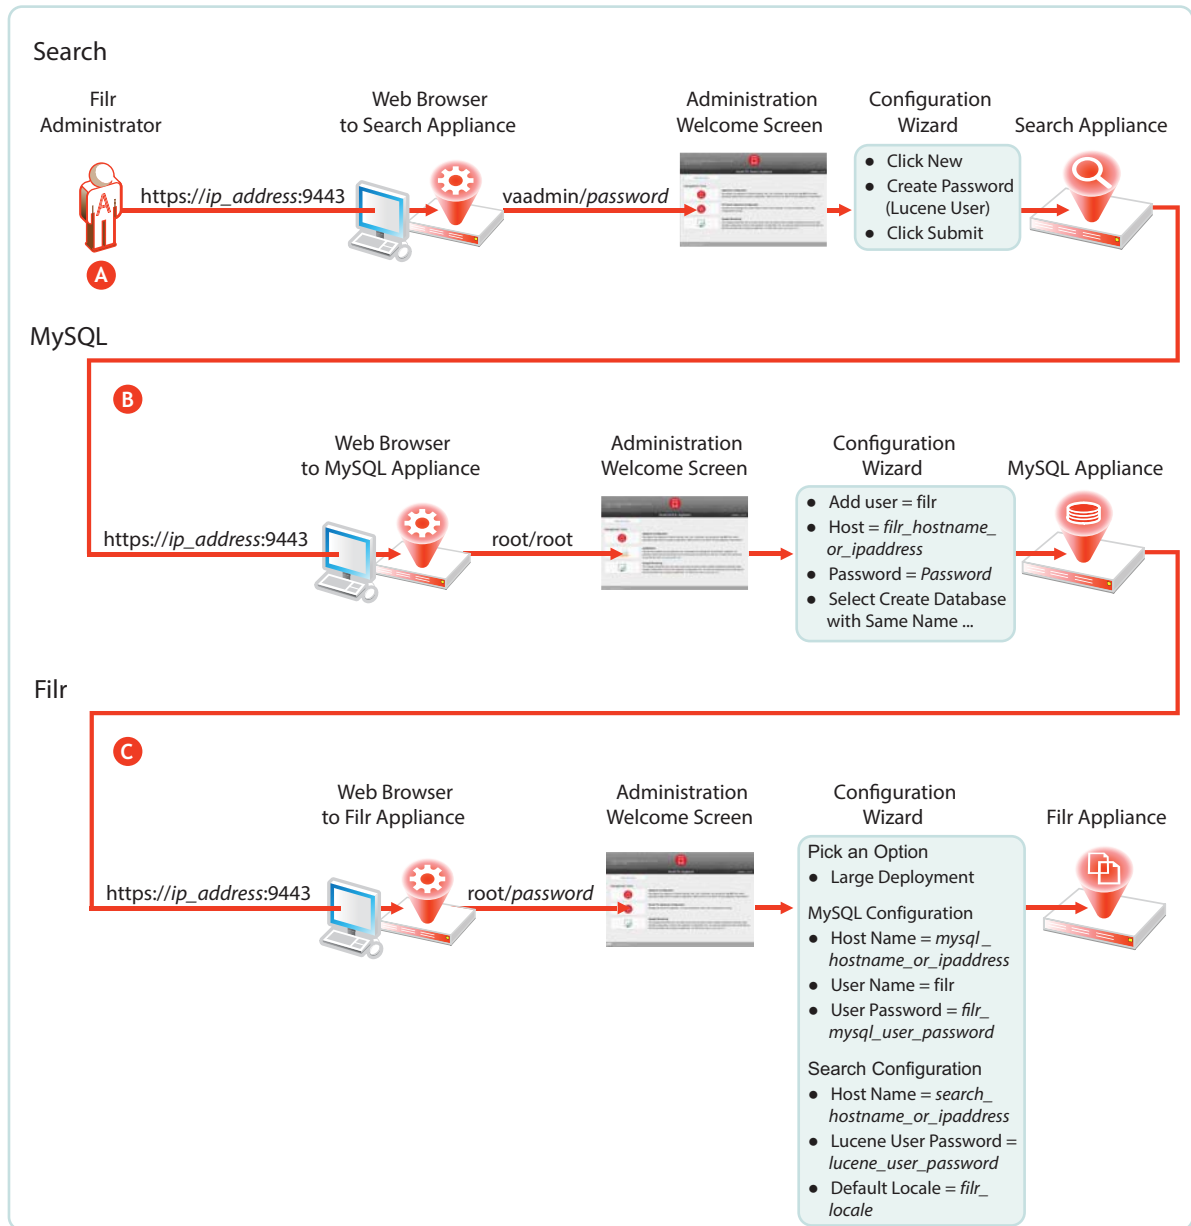 Search
Filr
Administrator
Web Browser
to Search Appliance
Administration
Welcome Screen
Configuration
Wizard
Search Appliance
https://ip_address:9443
vaadmin/password
● Click New
● Create Password
(Lucene User)
● Click Submit
A
MySQL
B
Web Browser
to MySQL Appliance
Administration
Welcome Screen
Configuration
Wizard
MySQL Appliance
https://ip_address:9443
root/root
● Add user = filr
● Host = filr_hostname_
or_ipaddress
● Password = Password
● Select Create Database
with Same Name ...
Filr
C
Web Browser
to Filr Appliance
Administration
Welcome Screen
Configuration
Wizard
Filr Appliance
https://ip_address:9443
root/password
Pick an Option
● Large Deployment
MySQL Configuration
● Host Name = mysql_
hostname_or_ipaddress
● User Name = filr
● User Password = filr_
mysql_user_password
Search Configuration
● Host Name = search_
hostname_or_ipaddress
● Lucene User Password =
lucene_user_password
● Default Locale = filr_
locale